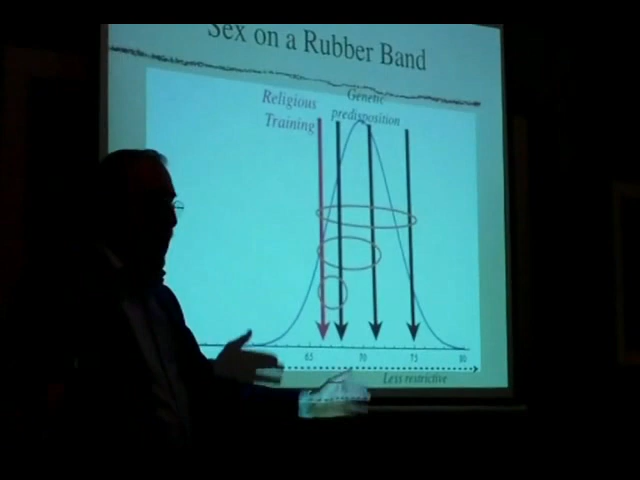 Sex on a Rubber Band
Religious
Training
Genetic
predisposition
65 70 75 80
Less restrictive